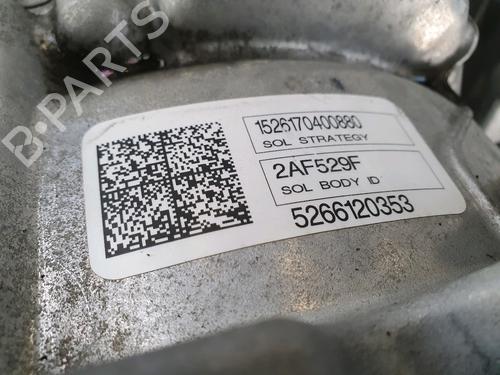 B-PARTS
1526170400880
SOL STRATEGY
2AF529F
SOL BODY ID
5266120353